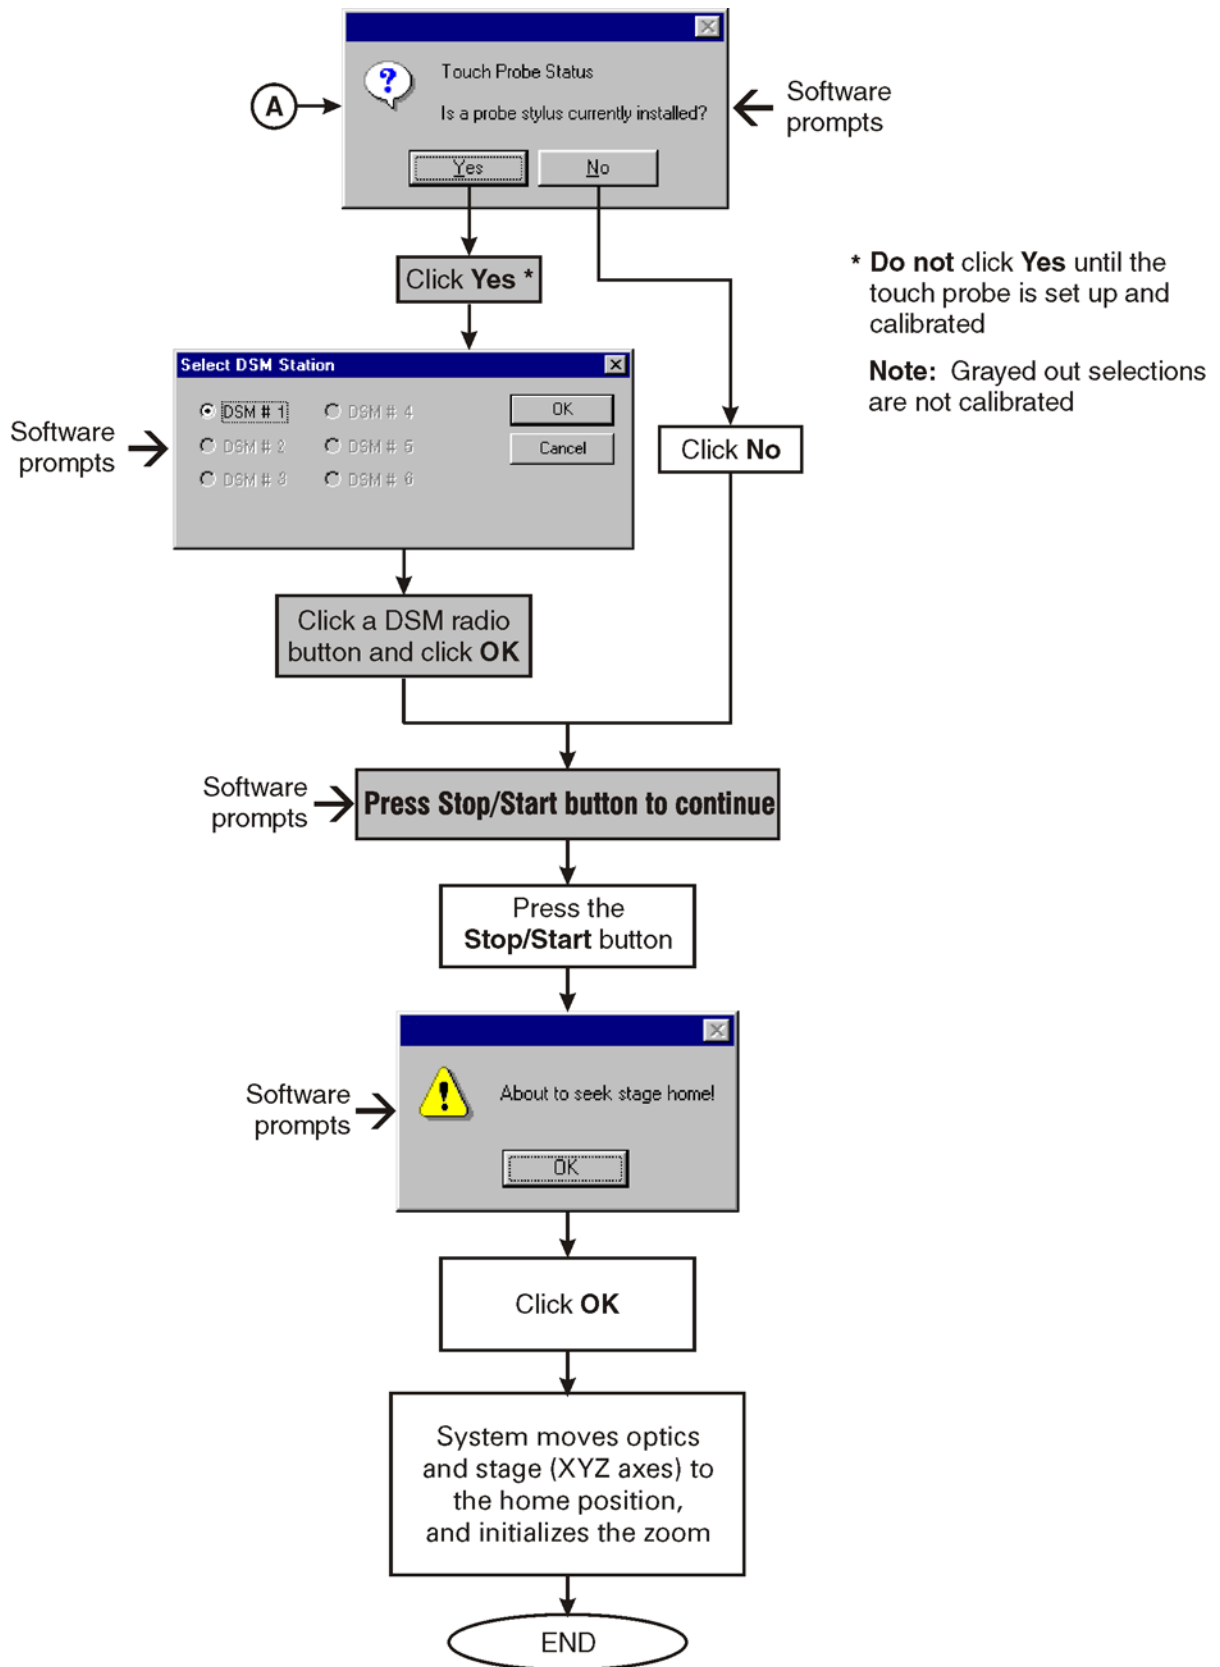 Touch Probe Status
A
Is a probe stylus currently installed?
Software
prompts
Yes
No
Click Yes *
* Do not click Yes until the
touch probe is set up and
calibrated
Note: Grayed out selections
are not calibrated
Select DSM Station
DSM # 1
DSM # 4
OK
DSM # 2
DSM # 5
Cancel
DSM # 3
DSM # 6
Software
prompts
Click No
Click a DSM radio
button and click OK
Software
prompts
Press Stop/Start button to continue
Press the
Stop/Start button
Software
prompts
About to seek stage home!
OK
Click OK
System moves optics
and stage (XYZ axes) to
the home position,
and initializes the zoom
END